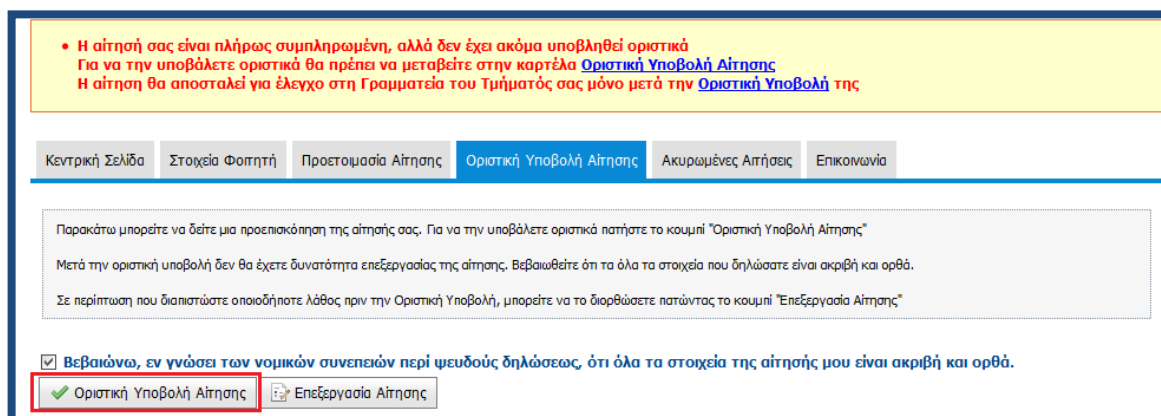 Η αίτησή σας είναι πλήρως συμπληρωμένη, αλλά δεν έχει ακόμα υποβληθεί οριστικά
Για να την υποβάλετε οριστικά θα πρέπει να μεταβείτε στην καρτέλα Οριστική Υποβολή Αίτησης
Η αίτηση θα αποσταλεί για έλεγχο στη Γραμματεία του Τμήματός σας μόνο μετά την Οριστική Υποβολή της
Κεντρική Σελίδα Στοιχεία Φοιτητή Προετοιμασία Αίτησης Οριστική Υποβολή Αίτησης Ακυρωμένες Αιτήσεις Επικοινωνία
Παρακάτω μπορείτε να δείτε μια προεπισκόπηση της αίτησής σας. Για να την υποβάλετε οριστικά πατήστε το κουμπί "Οριστική Υποβολή Αίτησης"
Μετά την οριστική υποβολή δεν θα έχετε δυνατότητα επεξεργασίας της αίτησης. Βεβαιωθείτε ότι τα όλα τα στοιχεία που δηλώσατε είναι ακριβή και ορθά.
Σε περίπτωση που διαπιστώστε οποιοδήποτε λάθος πριν την Οριστική Υποβολή, μπορείτε να το διορθώσετε πατώντας το κουμπί "Επεξεργασία Αίτησης"
Βεβαιώνω, εν γνώσει των νομικών συνεπειών περί ψευδούς δηλώσεως, ότι όλα τα στοιχεία της αίτησής μου είναι ακριβή και ορθά.
Οριστική Υποβολή Αίτησης Επεξεργασία Αίτησης